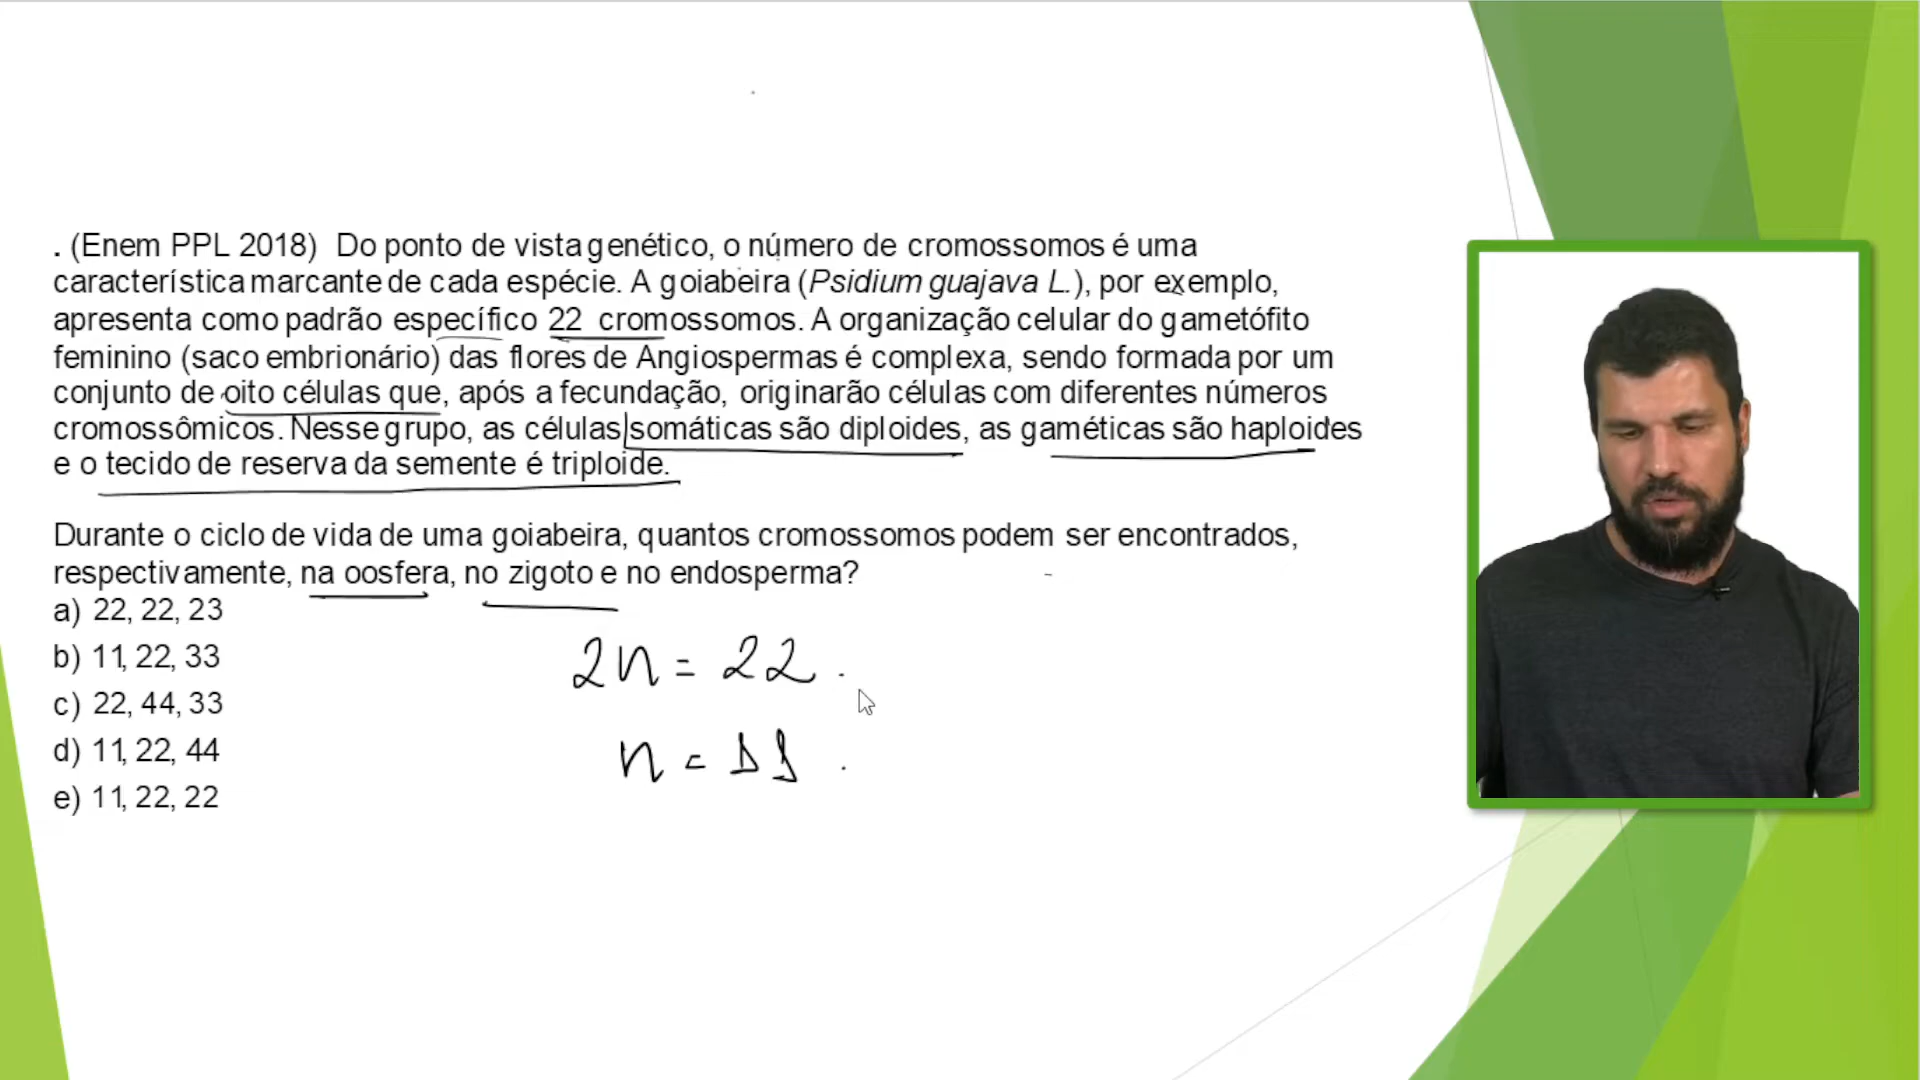 . (Enem PPL 2018) Do ponto de vista genético, o número de cromossomos é uma
característica marcante de cada espécie. A goiabeira (Psidium guajava L.), por exemplo,
apresenta como padrão específico 22 cromossomos. A organização celular do gametófito
feminino (saco embrionário) das flores de Angiospermas é complexa, sendo formada por um
conjunto de oito células que, após a fecundação, originarão células com diferentes números
cromossômicos. Nesse grupo, as células somáticas são diploides, as gaméticas são haploides
e o tecido de reserva da semente é triploide.
Durante o ciclo de vida de uma goiabeira, quantos cromossomos podem ser encontrados,
respectivamente, na oosfera, no zigoto e no endosperma?
a) 22, 22, 23
b) 11, 22, 33
c) 22, 44, 33
d) 11, 22, 44
e) 11, 22, 22
2n = 22
n = 11